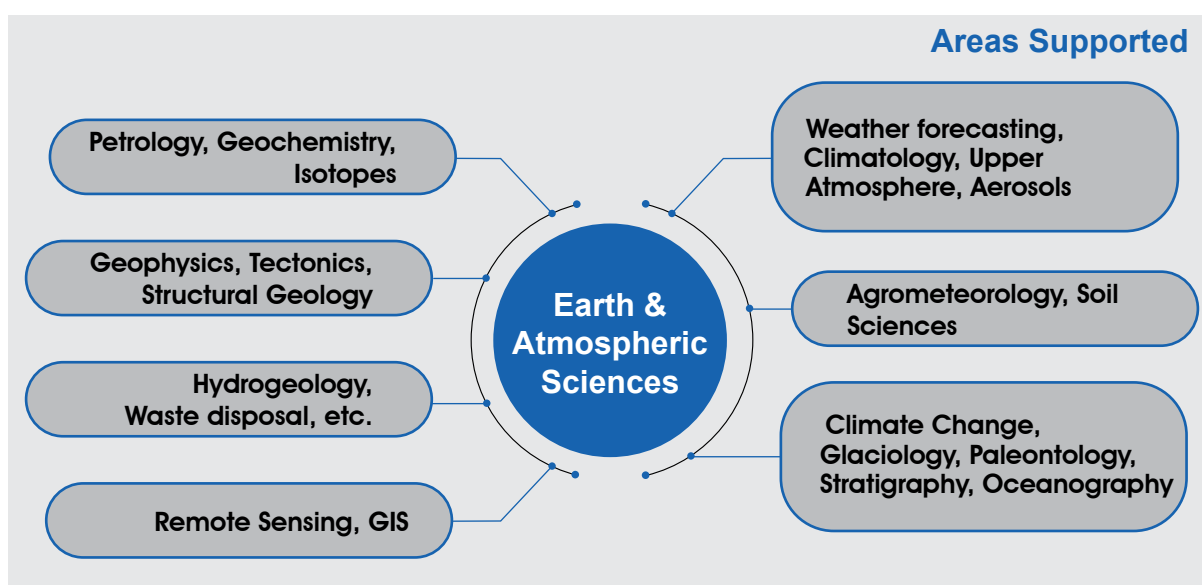 Areas Supported
Petrology, Geochemistry,
Isotopes
Geophysics, Tectonics,
Structural Geology
Hydrogeology,
Waste disposal, etc.
Remote Sensing, GIS
Earth &
Atmospheric
Sciences
Weather forecasting,
Climatology, Upper
Atmosphere, Aerosols
Agrometeorology, Soil
Sciences
Climate Change,
Glaciology, Paleontology,
Stratigraphy, Oceanography